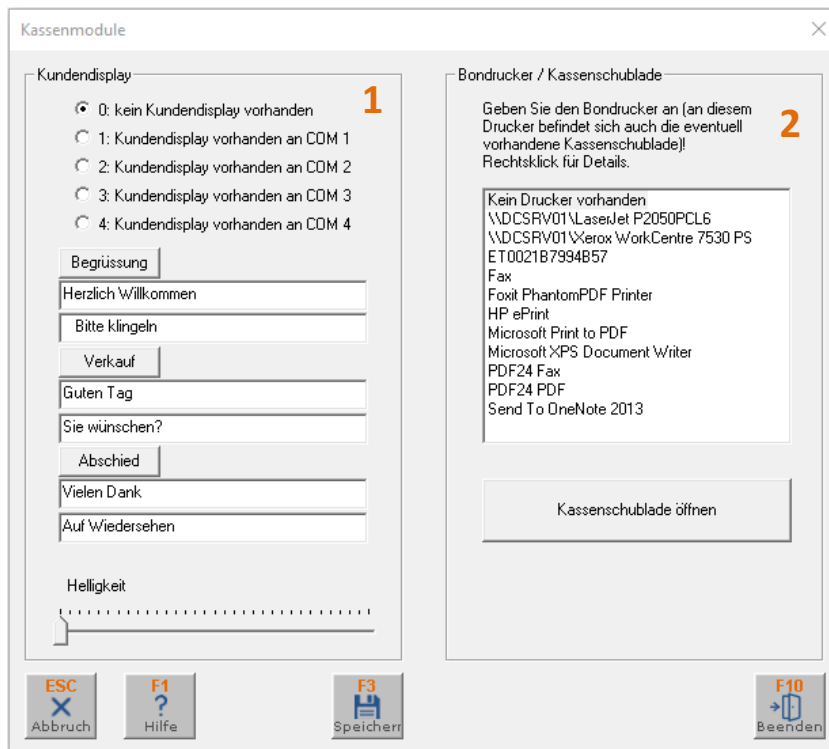 Kassenmodule
Kundendisplay
1
0: kein Kundendisplay vorhanden
1: Kundendisplay vorhanden an COM 1
2: Kundendisplay vorhanden an COM 2
3: Kundendisplay vorhanden an COM 3
4: Kundendisplay vorhanden an COM 4
Begrüssung
Herzlich Willkommen
Bitte klingeln
Verkauf
Guten Tag
Sie wünschen?
Abschied
Vielen Dank
Auf Wiedersehen
Helligkeit
Bondrucker / Kassenschublade
2
Geben Sie den Bondrucker an (an diesem
Drucker befindet sich auch die eventuell
vorhandene Kassenschublade)!
Rechtsklick für Details.
Kein Drucker vorhanden
\\DCSRV01\LaserJet P2050PCL6
\\DCSRV01\Xerox WorkCentre 7530 PS
ET0021B7994B57
Fax
Foxit PhantomPDF Printer
HP ePrint
Microsoft Print to PDF
Microsoft XPS Document Writer
PDF24 Fax
PDF24 PDF
Send To OneNote 2013
Kassenschublade öffnen
ESC
Abbruch
F1
?
Hilfe
F3
Speichern
F10
Beenden